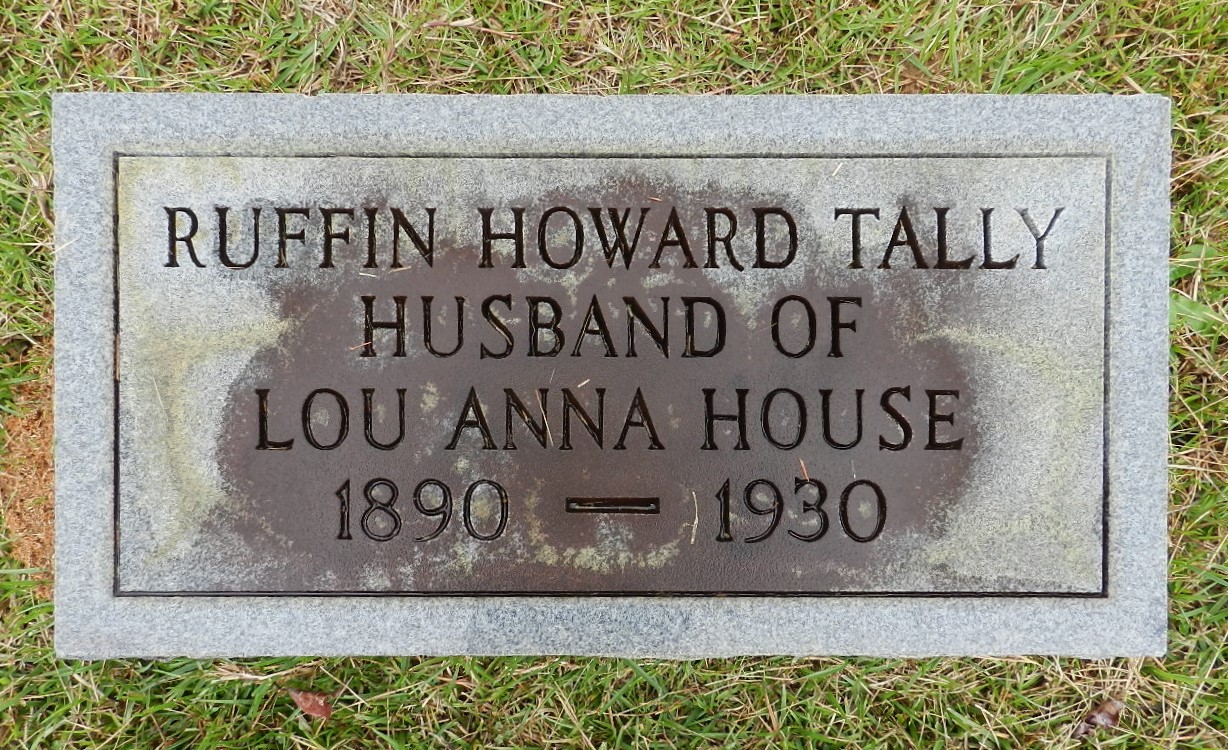 RUFFIN HOWARD TALLY
HUSBAND OF
LOU ANNA HOUSE
1890 — 1930